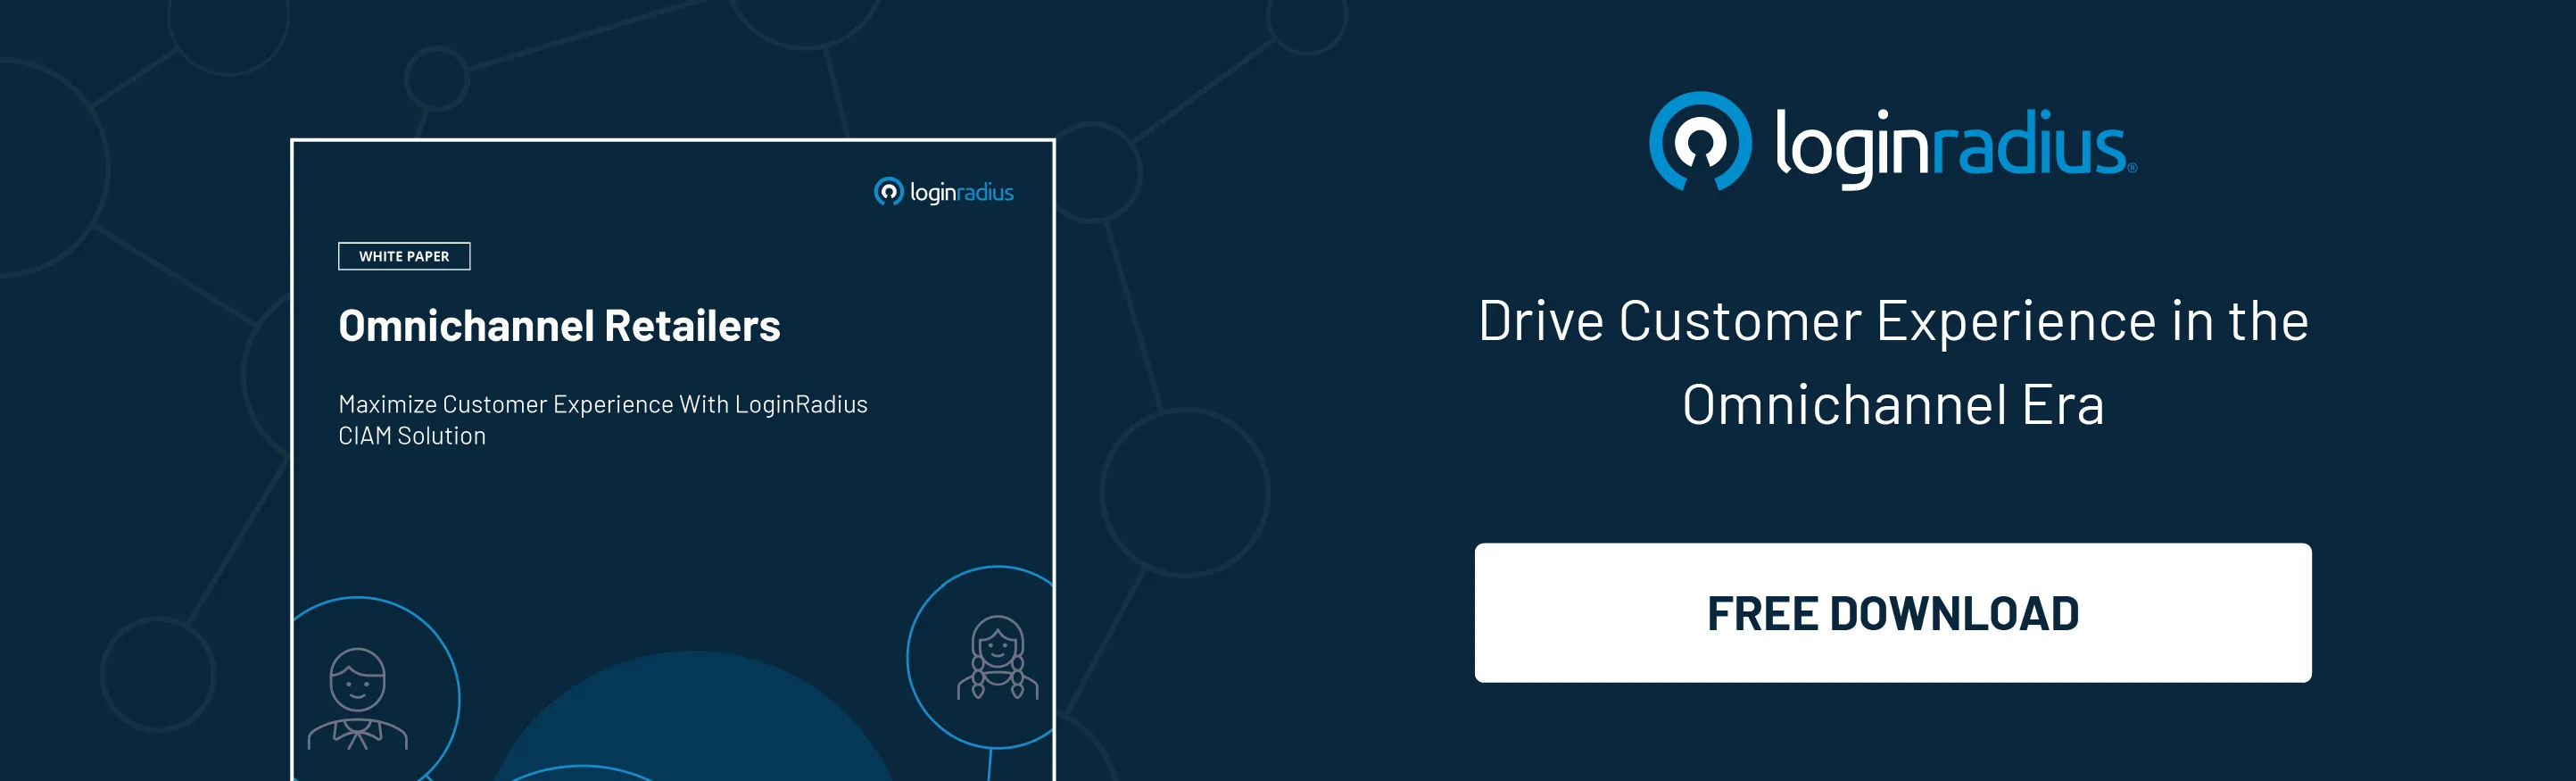 loginradius
WHITE PAPER
Omnichannel Retailers
Maximize Customer Experience With LoginRadius
CIAM Solution
loginradius®
Drive Customer Experience in the
Omnichannel Era
FREE DOWNLOAD